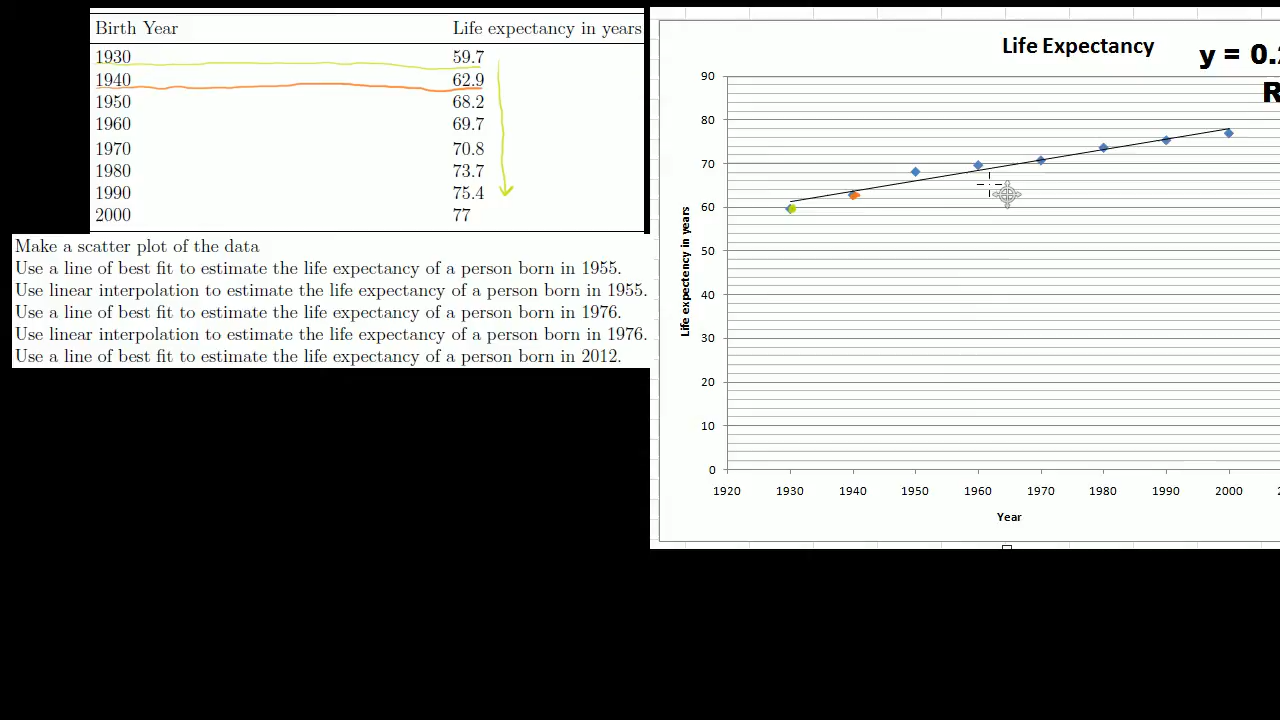 Birth Year Life expectancy in years
1930 59.7
1940 62.9
1950 68.2
1960 69.7
1970 70.8
1980 73.7
1990 75.4
2000 77
Make a scatter plot of the data
Use a line of best fit to estimate the life expectancy of a person born in 1955.
Use linear interpolation to estimate the life expectancy of a person born in 1955.
Use a line of best fit to estimate the life expectancy of a person born in 1976.
Use linear interpolation to estimate the life expectancy of a person born in 1976.
Use a line of best fit to estimate the life expectancy of a person born in 2012.
Life Expectancy
y = 0.2
R
90
80
70
60
50
40
30
20
10
0
Life expectency in years
1920 1930 1940 1950 1960 1970 1980 1990 2000
Year